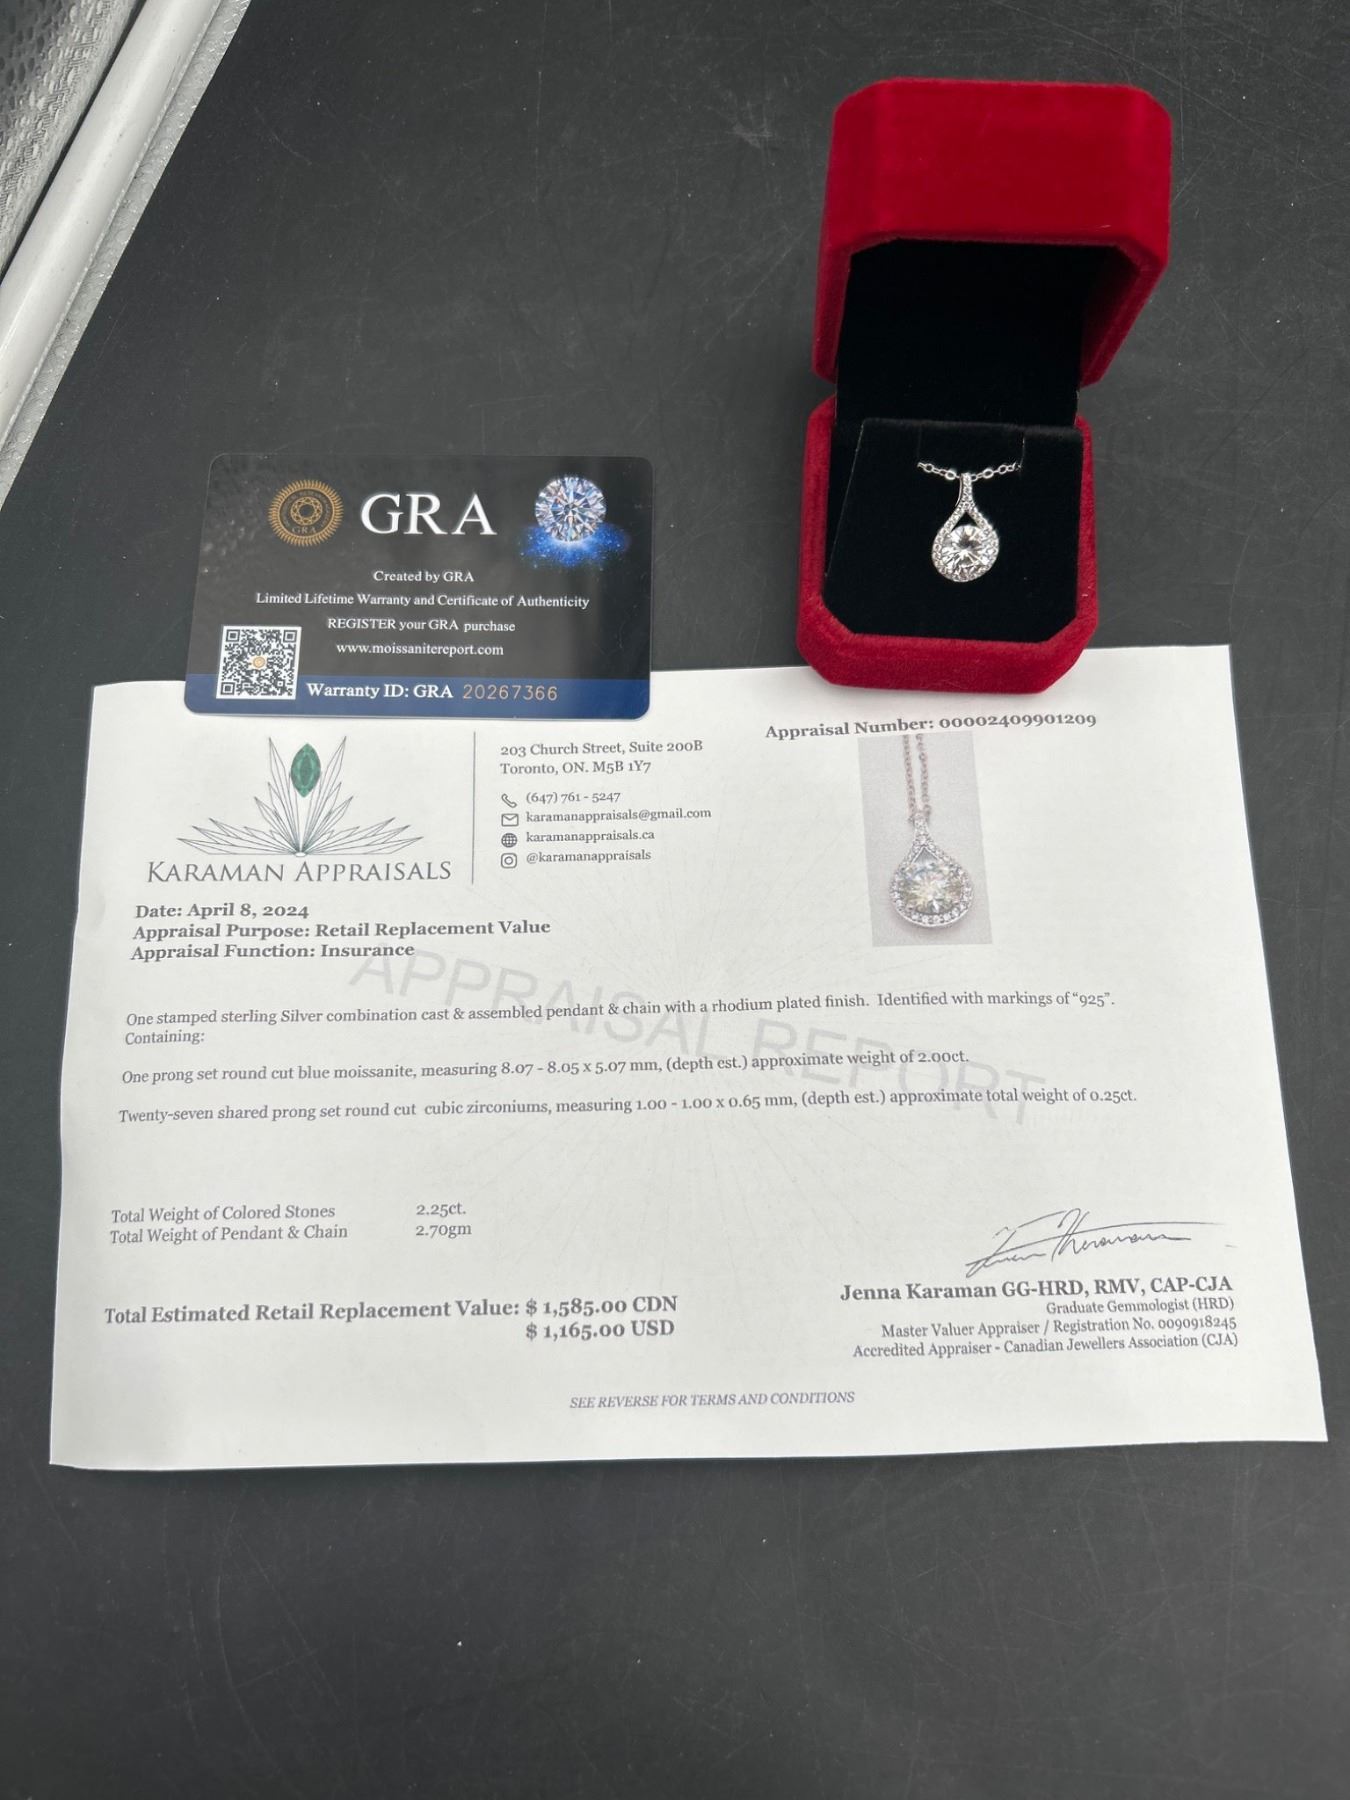 GRA
GRA
Created by GRA
Limited Lifetime Warranty and Certificate of Authenticity
REGISTER your GRA purchase
www.moissanitereport.com
Warranty ID: GRA 20267366
KARAMAN APPRAISALS
203 Church Street, Suite 200B
Toronto, ON. M5B 1Y7
(647) 761 - 5247
karamanappraisals@gmail.com
karamanappraisals.ca
@karamanappraisals
Appraisal Number: 00002409901209
Date: April 8, 2024
Appraisal Purpose: Retail Replacement Value
Appraisal Function: Insurance
APPRAISAL REPORT
One stamped sterling Silver combination cast & assembled pendant & chain with a rhodium plated finish. Identified with markings of "925".
Containing:
One prong set round cut blue moissanite, measuring 8.07 - 8.05 x 5.07 mm, (depth est.) approximate weight of 2.00ct.
Twenty-seven shared prong set round cut cubic zirconiums, measuring 1.00 - 1.00 x 0.65 mm, (depth est.) approximate total weight of 0.25ct.
Total Weight of Colored Stones 2.25ct.
Total Weight of Pendant & Chain 2.70gm
Total Estimated Retail Replacement Value: $ 1,585.00 CDN
$ 1,165.00 USD
Jenna Karaman GG-HRD, RMV, CAP-CJA
Graduate Gemmologist (HRD)
Master Valuer Appraiser / Registration No. 0090918245
Accredited Appraiser - Canadian Jewellers Association (CJA)
SEE REVERSE FOR TERMS AND CONDITIONS